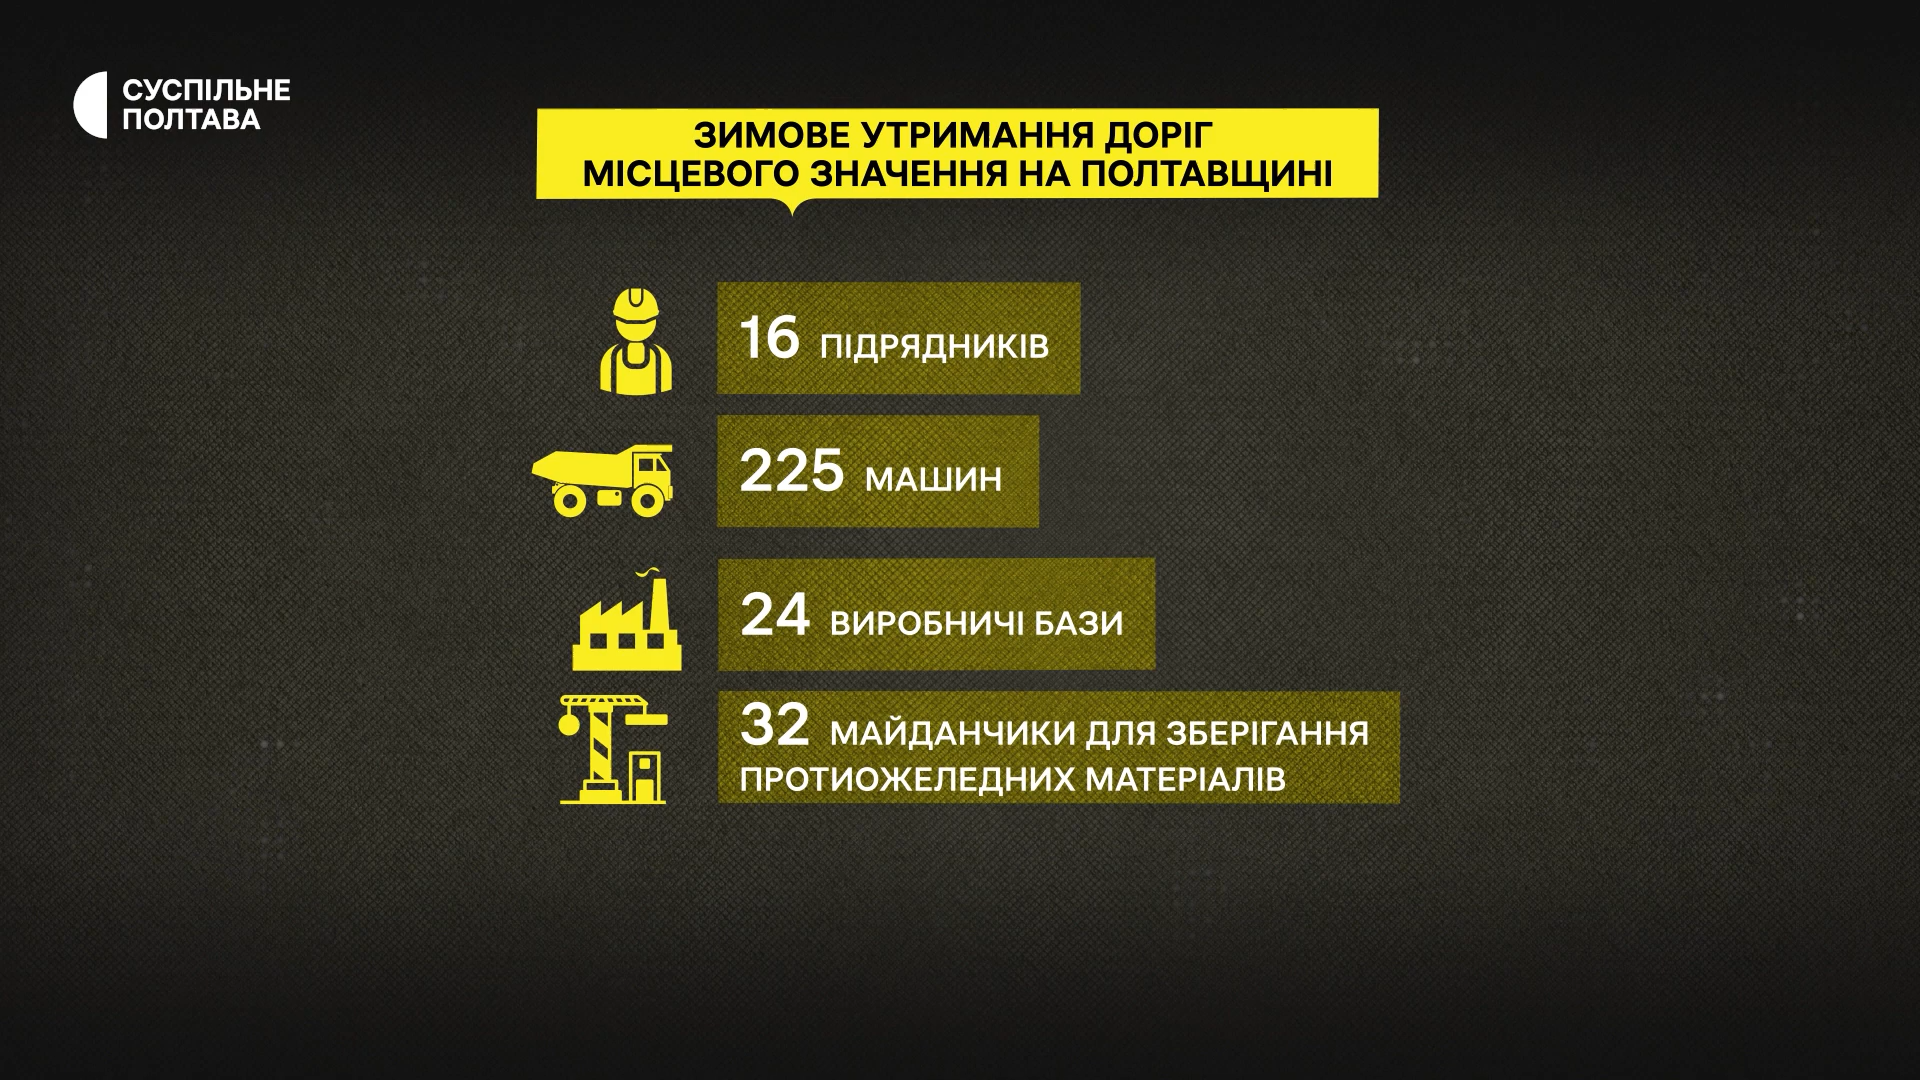 СУСПІЛЬНЕ
ПОЛТАВА
ЗИМОВЕ УТРИМАННЯ ДОРІГ
МІСЦЕВОГО ЗНАЧЕННЯ НА ПОЛТАВЩИНІ
16 ПІДРЯДНИКІВ
225 МАШИН
24 ВИРОБНИЧІ БАЗИ
32 МАЙДАНЧИКИ ДЛЯ ЗБЕРІГАННЯ
ПРОТИОЖЕЛЕДНИХ МАТЕРІАЛІВ